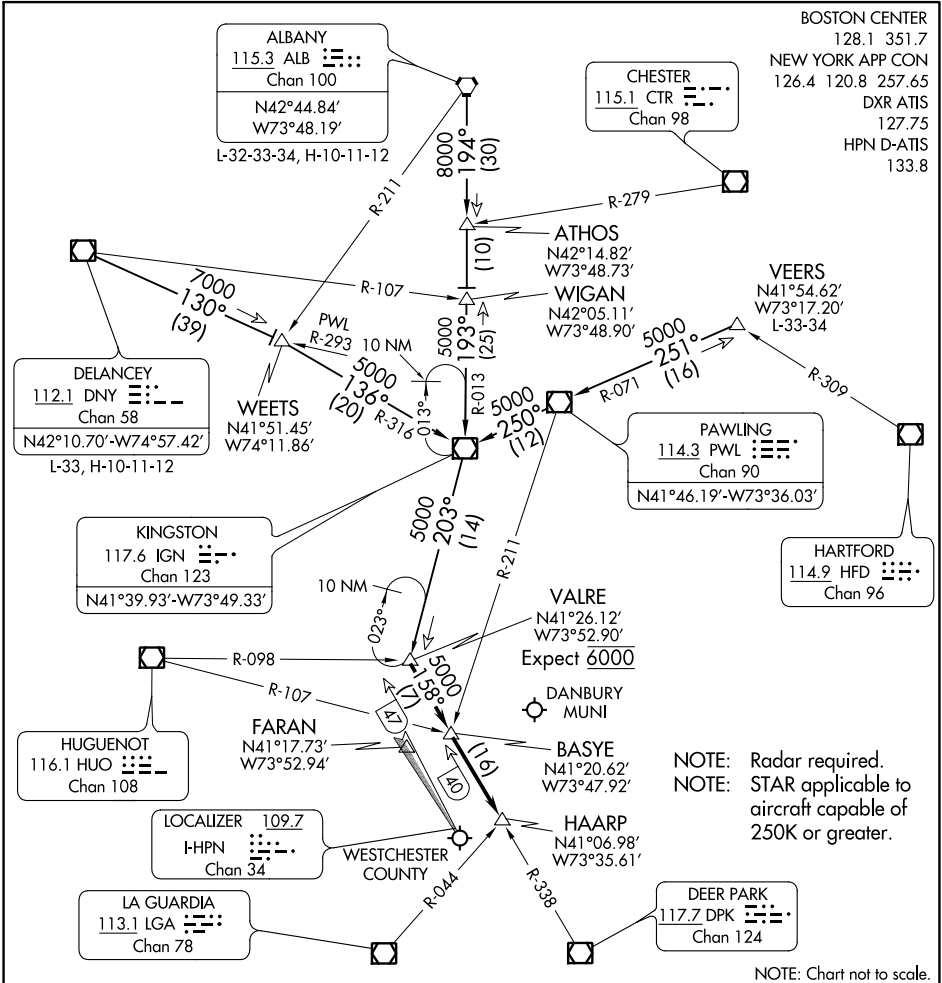 BOSTON CENTER
128.1 351.7
NEW YORK APP CON
126.4 120.8 257.65
DXR ATIS
127.75
HPN D-ATIS
133.8
ALBANY
115.3 ALB
Chan 100
N42°44.84'
W73°48.19'
L-32-33-34, H-10-11-12
CHESTER
115.1 CTR
Chan 98
8000
194°
(30)
R-211
R-279
ATHOS
N42°14.82'
W73°48.73'
(10)
WIGAN
N42°05.11'
W73°48.90'
VEERS
N41°54.62'
W73°17.20'
L-33-34
7000
130°
(39)
R-107
DELANCEY
112.1 DNY
Chan 58
N42°10.70'-W74°57.42'
L-33, H-10-11-12
PWL
R-293
10 NM
5000
193°
(25)
R-013
013°
WEETS
N41°51.45'
W74°11.86'
5000
136°
(20)
R-316
5000
251°
(16)
R-071
5000
250°
(12)
R-309
PAWLING
114.3 PWL
Chan 90
N41°46.19'-W73°36.03'
HARTFORD
114.9 HFD
Chan 96
KINGSTON
117.6 IGN
Chan 123
N41°39.93'-W73°49.33'
5000
203°
(14)
R-211
10 NM
023°
VALRE
N41°26.12'
W73°52.90'
Expect 6000
R-098
R-107
5000
158°
(7)
DANBURY
MUNI
HUGUENOT
116.1 HUO
Chan 108
FARAN
N41°17.73'
W73°52.94'
47
40
(16)
BASYE
N41°20.62'
W73°47.92'
NOTE: Radar required.
NOTE: STAR applicable to
aircraft capable of
250K or greater.
LOCALIZER 109.7
I-HPN
Chan 34
WESTCHESTER
COUNTY
HAARP
N41°06.98'
W73°35.61'
R-044
R-338
LA GUARDIA
113.1 LGA
Chan 78
DEER PARK
117.7 DPK
Chan 124
NOTE: Chart not to scale.